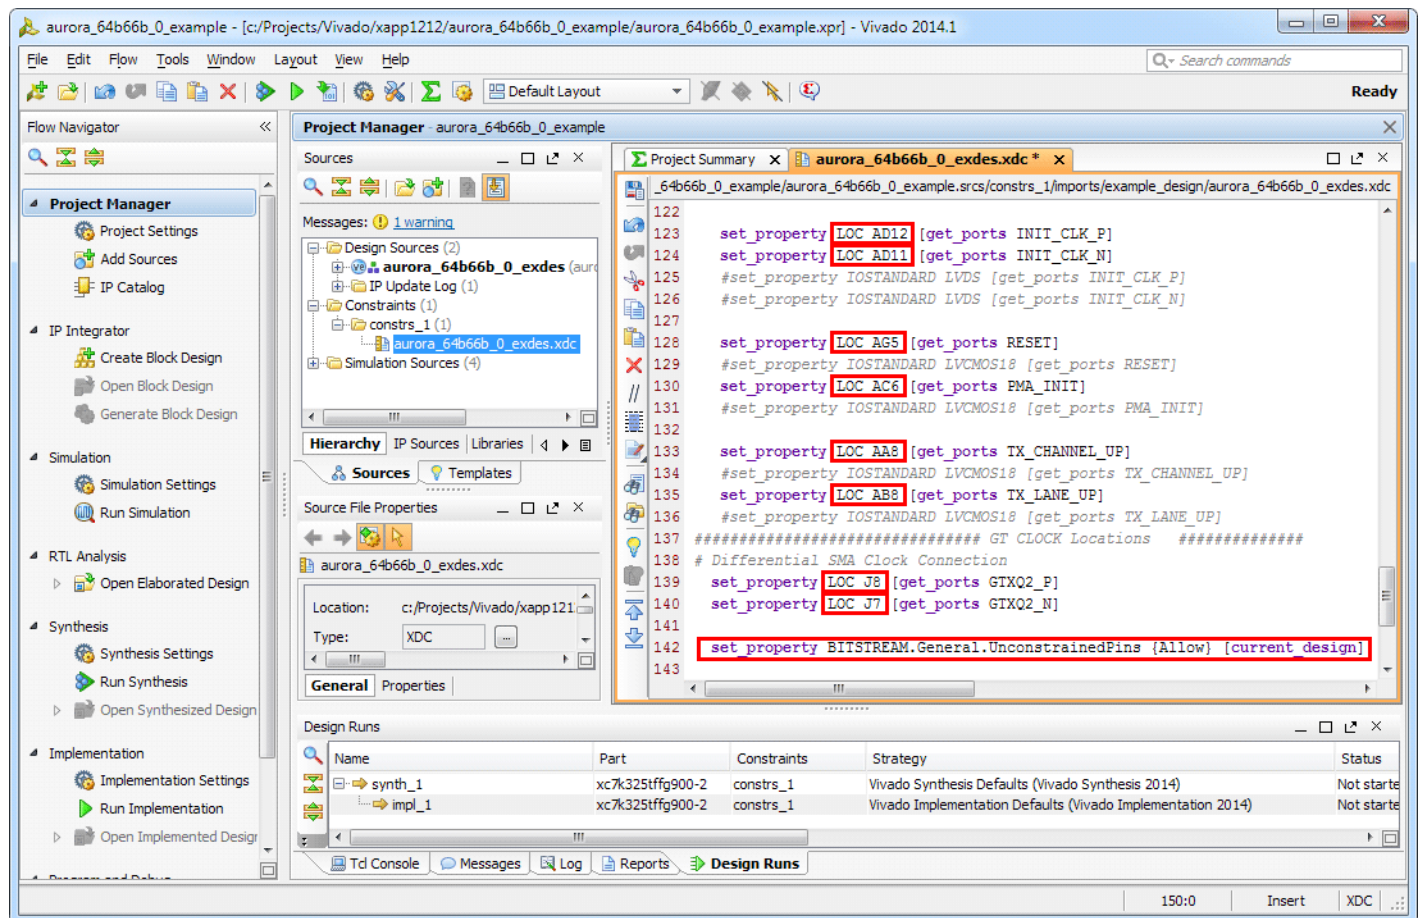 aurora_64b66b_0_example - [c:/Projects/Vivado/xapp1212/aurora_64b66b_0_example/aurora_64b66b_0_example.xpr] - Vivado 2014.1
File Edit Flow Tools Window Layout View Help
Search commands
Default Layout
Ready
Flow Navigator
Project Manager
Project Settings
Add Sources
IP Catalog
IP Integrator
Create Block Design
Open Block Design
Generate Block Design
Simulation
Simulation Settings
Run Simulation
RTL Analysis
Open Elaborated Design
Synthesis
Synthesis Settings
Run Synthesis
Open Synthesized Design
Implementation
Implementation Settings
Run Implementation
Open Implemented Desigr
Program and Debug
Project Manager - aurora_64b66b_0_example
Sources
Messages: 1 warning
Design Sources (2)
aurora_64b66b_0_exdes (auro
IP Update Log (1)
Constraints (1)
constrs_1 (1)
aurora_64b66b_0_exdes.xdc
Simulation Sources (4)
Hierarchy IP Sources Libraries
Sources Templates
Source File Properties
aurora_64b66b_0_exdes.xdc
Location: c:/Projects/Vivado/xapp121
Type: XDC ...
General Properties
Project Summary aurora_64b66b_0_exdes.xdc *
_64b66b_0_example/aurora_64b66b_0_example.srcs/constrs_1/imports/example_design/aurora_64b66b_0_exdes.xdc
122
123 set_property LOC AD12 [get_ports INIT_CLK_P]
124 set_property LOC AD11 [get_ports INIT_CLK_N]
125 #set_property IOSTANDARD LVDS [get_ports INIT_CLK_P]
126 #set_property IOSTANDARD LVDS [get_ports INIT_CLK_N]
127
128 set_property LOC AG5 [get_ports RESET]
129 #set_property IOSTANDARD LVCMOS18 [get_ports RESET]
130 set_property LOC AC6 [get_ports PMA_INIT]
131 #set_property IOSTANDARD LVCMOS18 [get_ports PMA_INIT]
132
133 set_property LOC AA8 [get_ports TX_CHANNEL_UP]
134 #set_property IOSTANDARD LVCMOS18 [get_ports TX_CHANNEL_UP]
135 set_property LOC AB8 [get_ports TX_LANE_UP]
136 #set_property IOSTANDARD LVCMOS18 [get_ports TX_LANE_UP]
137 ############################### GT CLOCK Locations ##############
138 # Differential SMA Clock Connection
139 set_property LOC J8 [get_ports GTXQ2_P]
140 set_property LOC J7 [get_ports GTXQ2_N]
141
142 set_property BITSTREAM.General.UnconstrainedPins {Allow} [current_design]
143
Design Runs
Name Part Constraints Strategy Status
synth_1 xc7k325tffg900-2 constrs_1 Vivado Synthesis Defaults (Vivado Synthesis 2014) Not starte
impl_1 xc7k325tffg900-2 constrs_1 Vivado Implementation Defaults (Vivado Implementation 2014) Not starte
Tcl Console Messages Log Reports Design Runs
150:0 Insert XDC